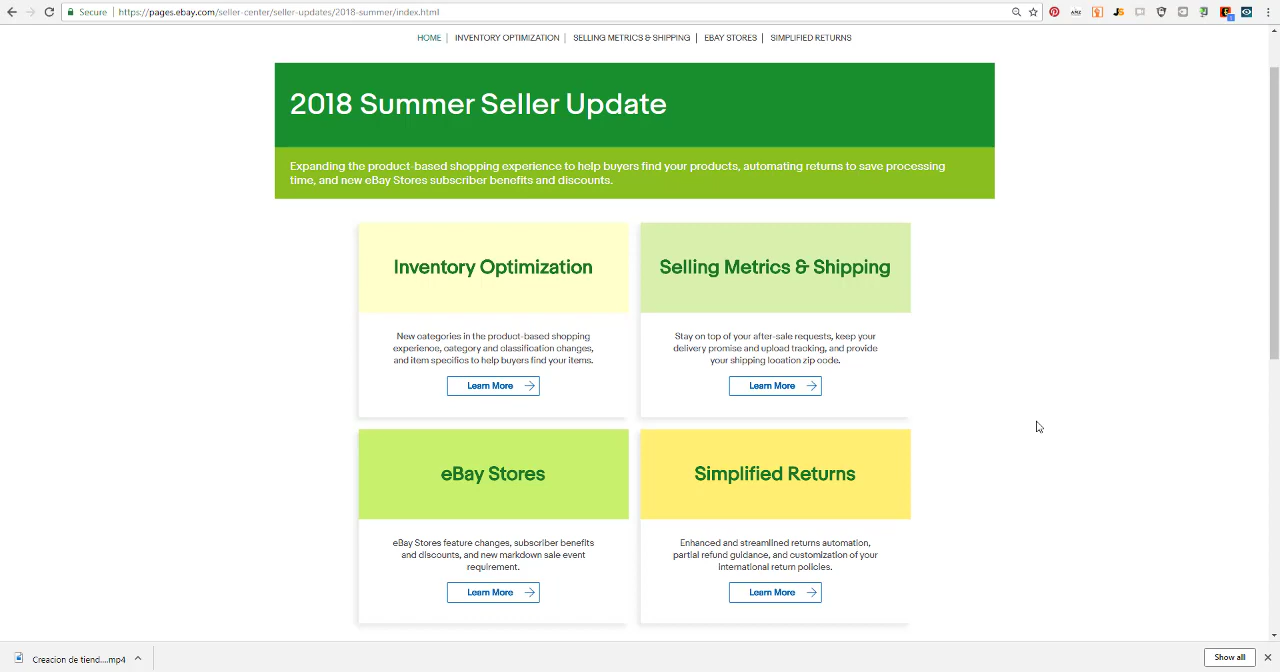 Secure | https://pages.ebay.com/seller-center/seller-updates/2018-summer/index.html
HOME | INVENTORY OPTIMIZATION | SELLING METRICS & SHIPPING | EBAY STORES | SIMPLIFIED RETURNS
2018 Summer Seller Update
Expanding the product-based shopping experience to help buyers find your products, automating returns to save processing
time, and new eBay Stores subscriber benefits and discounts.
Inventory Optimization
New categories in the product-based shopping
experience, category and classification changes,
and item specifics to help buyers find your items.
Learn More
Selling Metrics & Shipping
Stay on top of your after-sale requests, keep your
delivery promise and upload tracking, and provide
your shipping location zip code.
Learn More
eBay Stores
eBay Stores feature changes, subscriber benefits
and discounts, and new markdown sale event
requirement.
Learn More
Simplified Returns
Enhanced and streamlined returns automation,
partial refund guidance, and customization of your
international return policies.
Learn More
Creacion de tiend....mp4
Show all